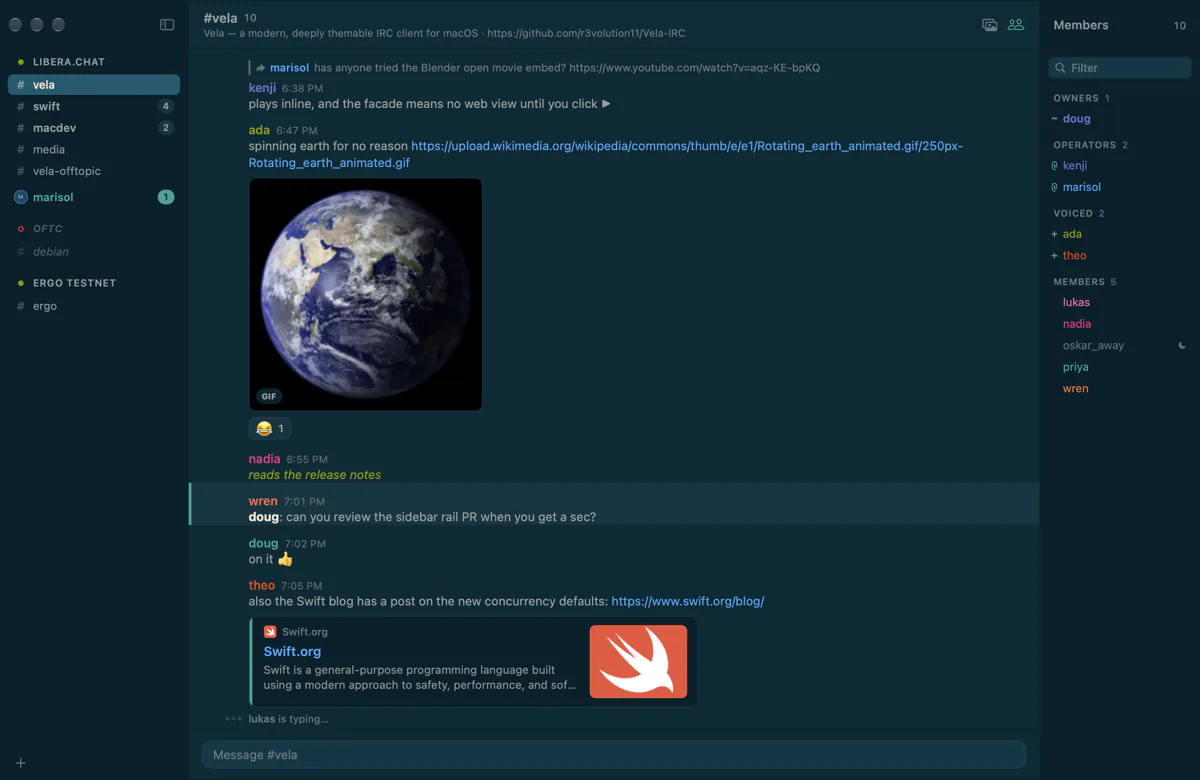 LIBERA.CHAT
# vela
# swift 4
# macdev 2
# media
# vela-offtopic
M marisol 1
OFTC
# debian
ERGO TESTNET
# ergo
+
#vela 10
Vela — a modern, deeply themable IRC client for macOS · https://github.com/r3volution11/Vela-IRC
marisol has anyone tried the Blender open movie embed? https://www.youtube.com/watch?v=aqz-KE-bpKQ
kenji 6:38 PM
plays inline, and the facade means no web view until you click ▶
ada 6:47 PM
spinning earth for no reason https://upload.wikimedia.org/wikipedia/commons/thumb/e/e1/Rotating_earth_animated.gif/250px-
Rotating_earth_animated.gif
GIF
😂 1
nadia 6:55 PM
reads the release notes
wren 7:01 PM
doug: can you review the sidebar rail PR when you get a sec?
doug 7:02 PM
on it 👍
theo 7:05 PM
also the Swift blog has a post on the new concurrency defaults: https://www.swift.org/blog/
Swift.org
Swift.org
Swift is a general-purpose programming language built
using a modern approach to safety, performance, and sof...
lukas is typing...
Message #vela
Members 10
Filter
OWNERS 1
~ doug
OPERATORS 2
@ kenji
@ marisol
VOICED 2
+ ada
+ theo
MEMBERS 5
lukas
nadia
oskar_away
priya
wren